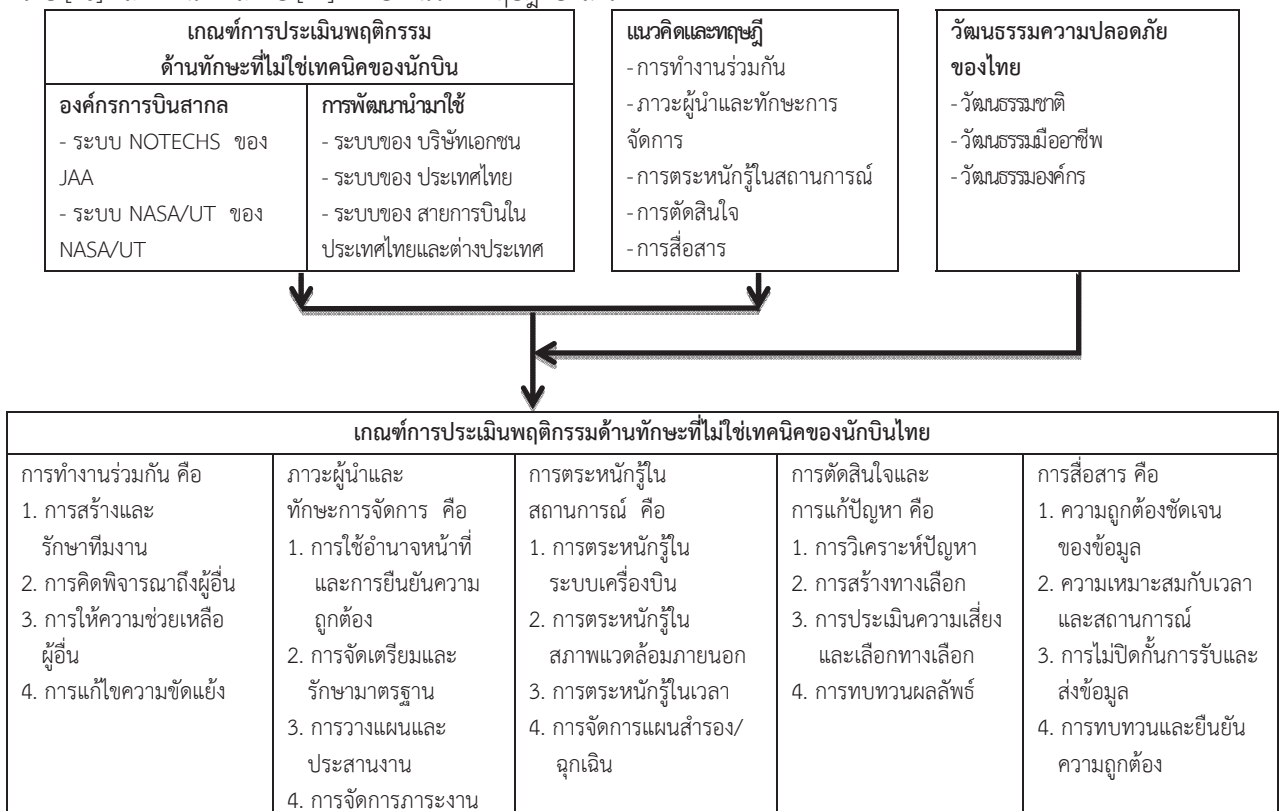 เกณฑ์การประเมินพฤติกรรม
ด้านทักษะที่ไม่ใช่เทคนิคของนักบิน
องค์กรการบินสากล
- ระบบ NOTECHS ของ
JAA
- ระบบ NASA/UT ของ
NASA/UT
การพัฒนานำมาใช้
- ระบบของ บริษัทเอกชน
- ระบบของ ประเทศไทย
- ระบบของ สายการบินใน
ประเทศไทยและต่างประเทศ
แนวคิดและทฤษฎี
- การทำงานร่วมกัน
- ภาวะผู้นำและทักษะการ
จัดการ
- การตระหนักรู้ในสถานการณ์
- การตัดสินใจ
- การสื่อสาร
วัฒนธรรมความปลอดภัย
ของไทย
- วัฒนธรรมชาติ
- วัฒนธรรมมืออาชีพ
- วัฒนธรรมองค์กร
เกณฑ์การประเมินพฤติกรรมด้านทักษะที่ไม่ใช่เทคนิคของนักบินไทย
การทำงานร่วมกัน คือ
1. การสร้างและ
รักษาทีมงาน
2. การคิดพิจารณาถึงผู้อื่น
3. การให้ความช่วยเหลือ
ผู้อื่น
4. การแก้ไขความขัดแย้ง
ภาวะผู้นำและ
ทักษะการจัดการ คือ
1. การใช้อำนาจหน้าที่
และการยืนยันความ
ถูกต้อง
2. การจัดเตรียมและ
รักษามาตรฐาน
3. การวางแผนและ
ประสานงาน
4. การจัดการภาระงาน
การตระหนักรู้ใน
สถานการณ์ คือ
1. การตระหนักรู้ใน
ระบบเครื่องบิน
2. การตระหนักรู้ใน
สภาพแวดล้อมภายนอก
3. การตระหนักรู้ในเวลา
4. การจัดการแผนสำรอง/
ฉุกเฉิน
การตัดสินใจและ
การแก้ปัญหา คือ
1. การวิเคราะห์ปัญหา
2. การสร้างทางเลือก
3. การประเมินความเสี่ยง
และเลือกทางเลือก
4. การทบทวนผลลัพธ์
การสื่อสาร คือ
1. ความถูกต้องชัดเจน
ของข้อมูล
2. ความเหมาะสมกับเวลา
และสถานการณ์
3. การไม่ปิดกั้นการรับและ
ส่งข้อมูล
4. การทบทวนและยืนยัน
ความถูกต้อง